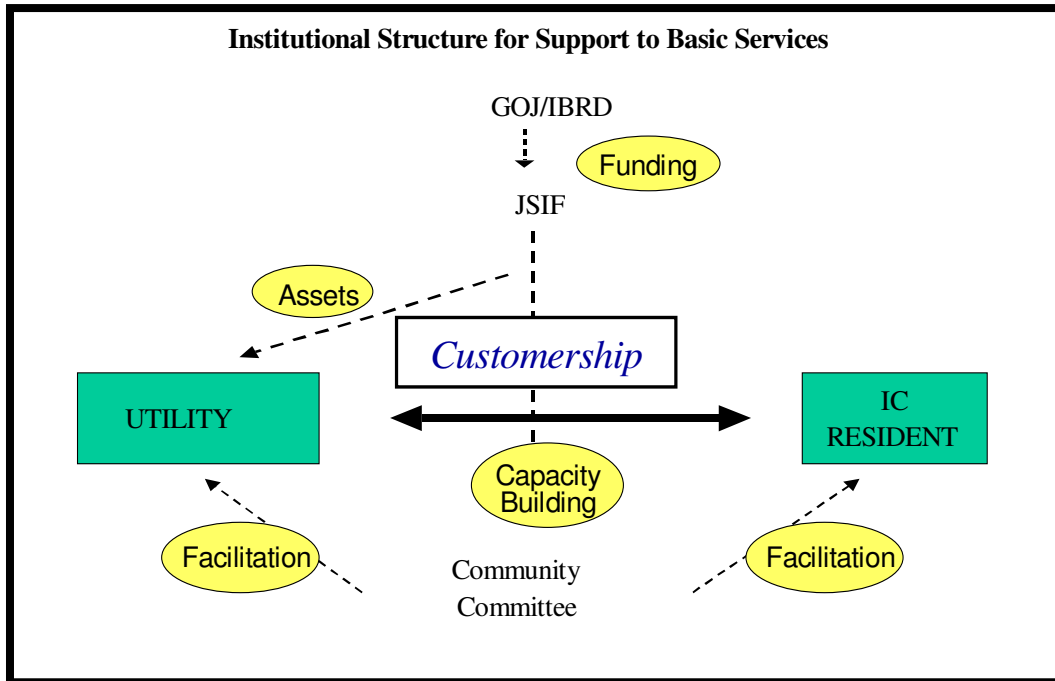 Institutional Structure for Support to Basic Services
GOJ/IBRD
Funding
JSIF
Assets
Customership
UTILITY
IC
RESIDENT
Capacity
Building
Facilitation
Community
Committee
Facilitation